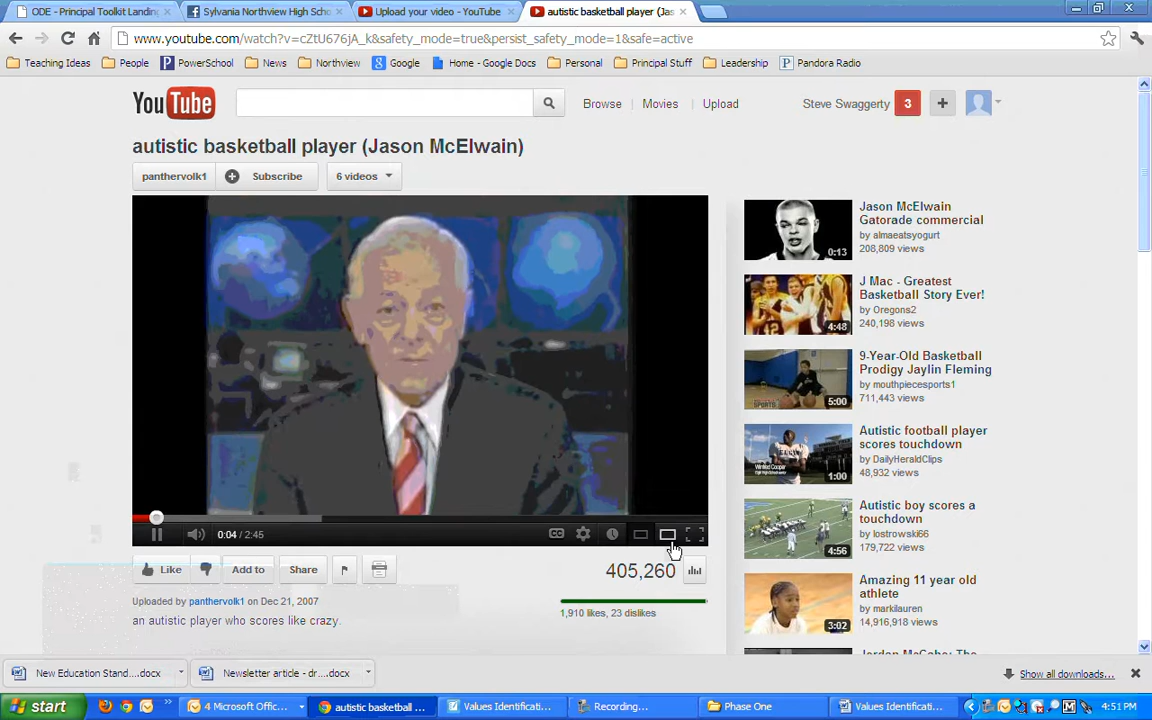 ODE - Principal Toolkit Landing
Sylvania Northview High Scho
Upload your video - YouTube
autistic basketball player (Jas
www.youtube.com/watch?v=cZtU676jA_k&safety_mode=true&persist_safety_mode=1&safe=active
Teaching Ideas
People
PowerSchool
News
Northview
Google
Home - Google Docs
Personal
Principal Stuff
Leadership
Pandora Radio
YouTube
Browse
Movies
Upload
Steve Swaggerty
3
autistic basketball player (Jason McElwain)
panthervolk1
Subscribe
6 videos
0:04 / 2:45
CC
Like
Add to
Share
405,260
Uploaded by panthervolk1 on Dec 21, 2007
1,910 likes, 23 dislikes
an autistic player who scores like crazy.
Jason McElwain
Gatorade commercial
by almaeatsyogurt
208,809 views
0:13
J Mac - Greatest
Basketball Story Ever!
by Oregons2
240,198 views
4:48
9-Year-Old Basketball
Prodigy Jaylin Fleming
by mouthpiecesports1
711,443 views
5:00
Autistic football player
scores touchdown
by DailyHeraldClips
48,932 views
1:00
Autistic boy scores a
touchdown
by lostrowski66
179,722 views
4:56
Amazing 11 year old
athlete
by markilauren
14,916,918 views
3:02
New Education Stand....docx
Newsletter article - dr....docx
Show all downloads...
start
4 Microsoft Offic...
autistic basketball ...
Values Identificati...
Recording...
Phase One
Values Identificati...
4:51 PM